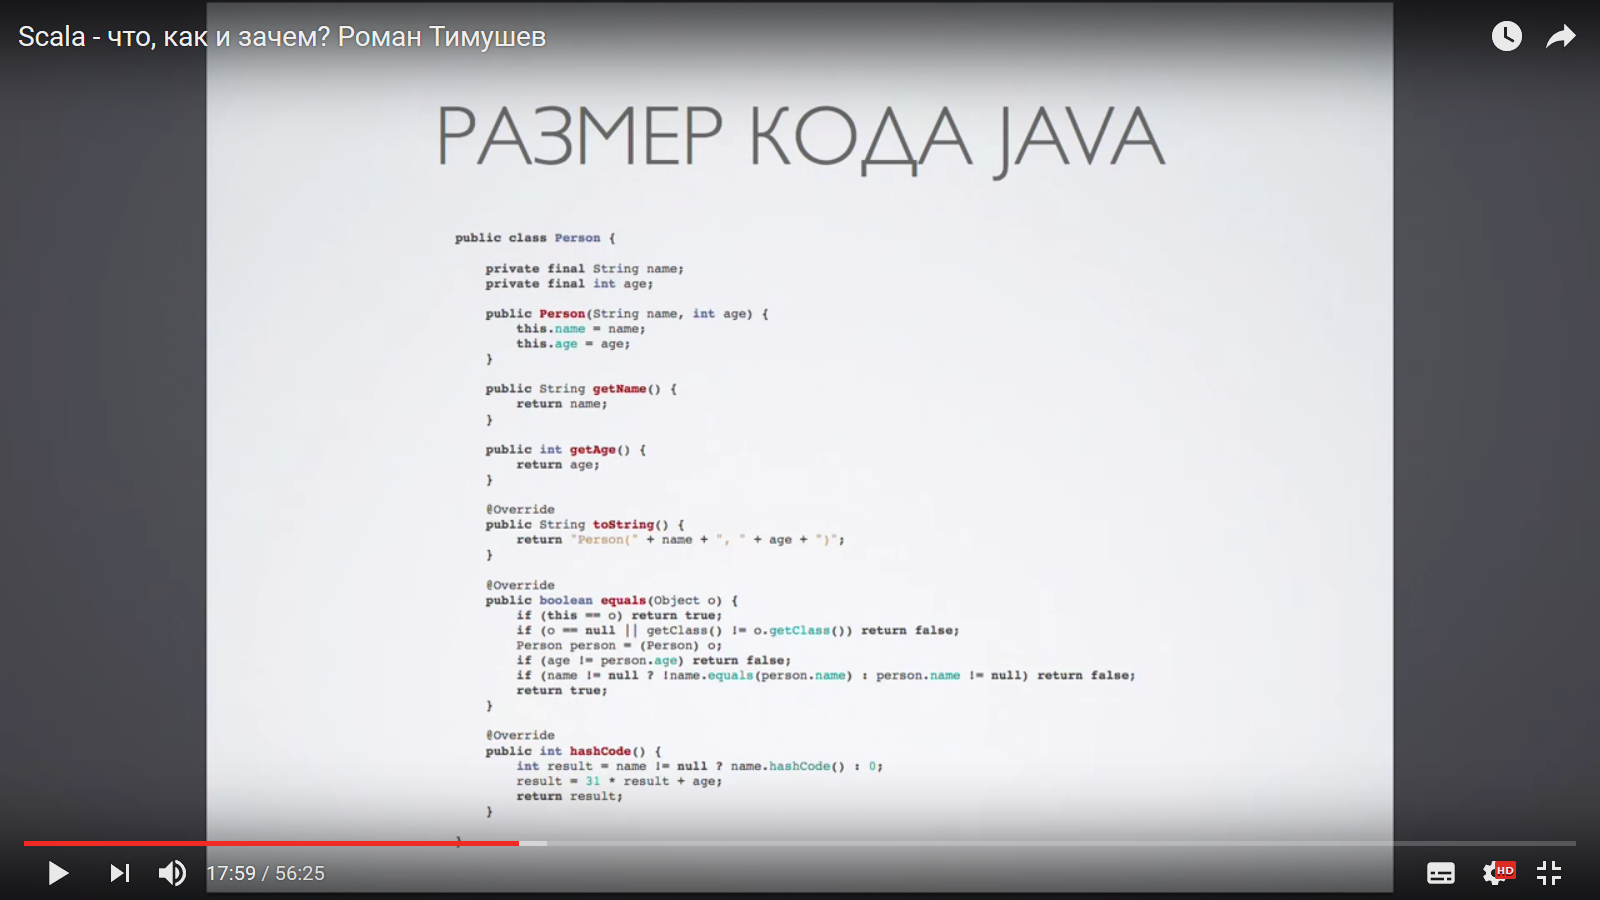 Scala - что, как и зачем? Роман Тимушев
РАЗМЕР КОДА JAVA
public class Person {
private final String name;
private final int age;
public Person(String name, int age) {
this.name = name;
this.age = age;
}
public String getName() {
return name;
}
public int getAge() {
return age;
}
@Override
public String toString() {
return "Person(" + name + ", " + age + ")";
}
@Override
public boolean equals(Object o) {
if (this == o) return true;
if (o == null || getClass() != o.getClass()) return false;
Person person = (Person) o;
if (age != person.age) return false;
if (name != null ? !name.equals(person.name) : person.name != null) return false;
return true;
}
@Override
public int hashCode() {
int result = name != null ? name.hashCode() : 0;
result = 31 * result + age;
return result;
}
}
17:59 / 56:25
HD